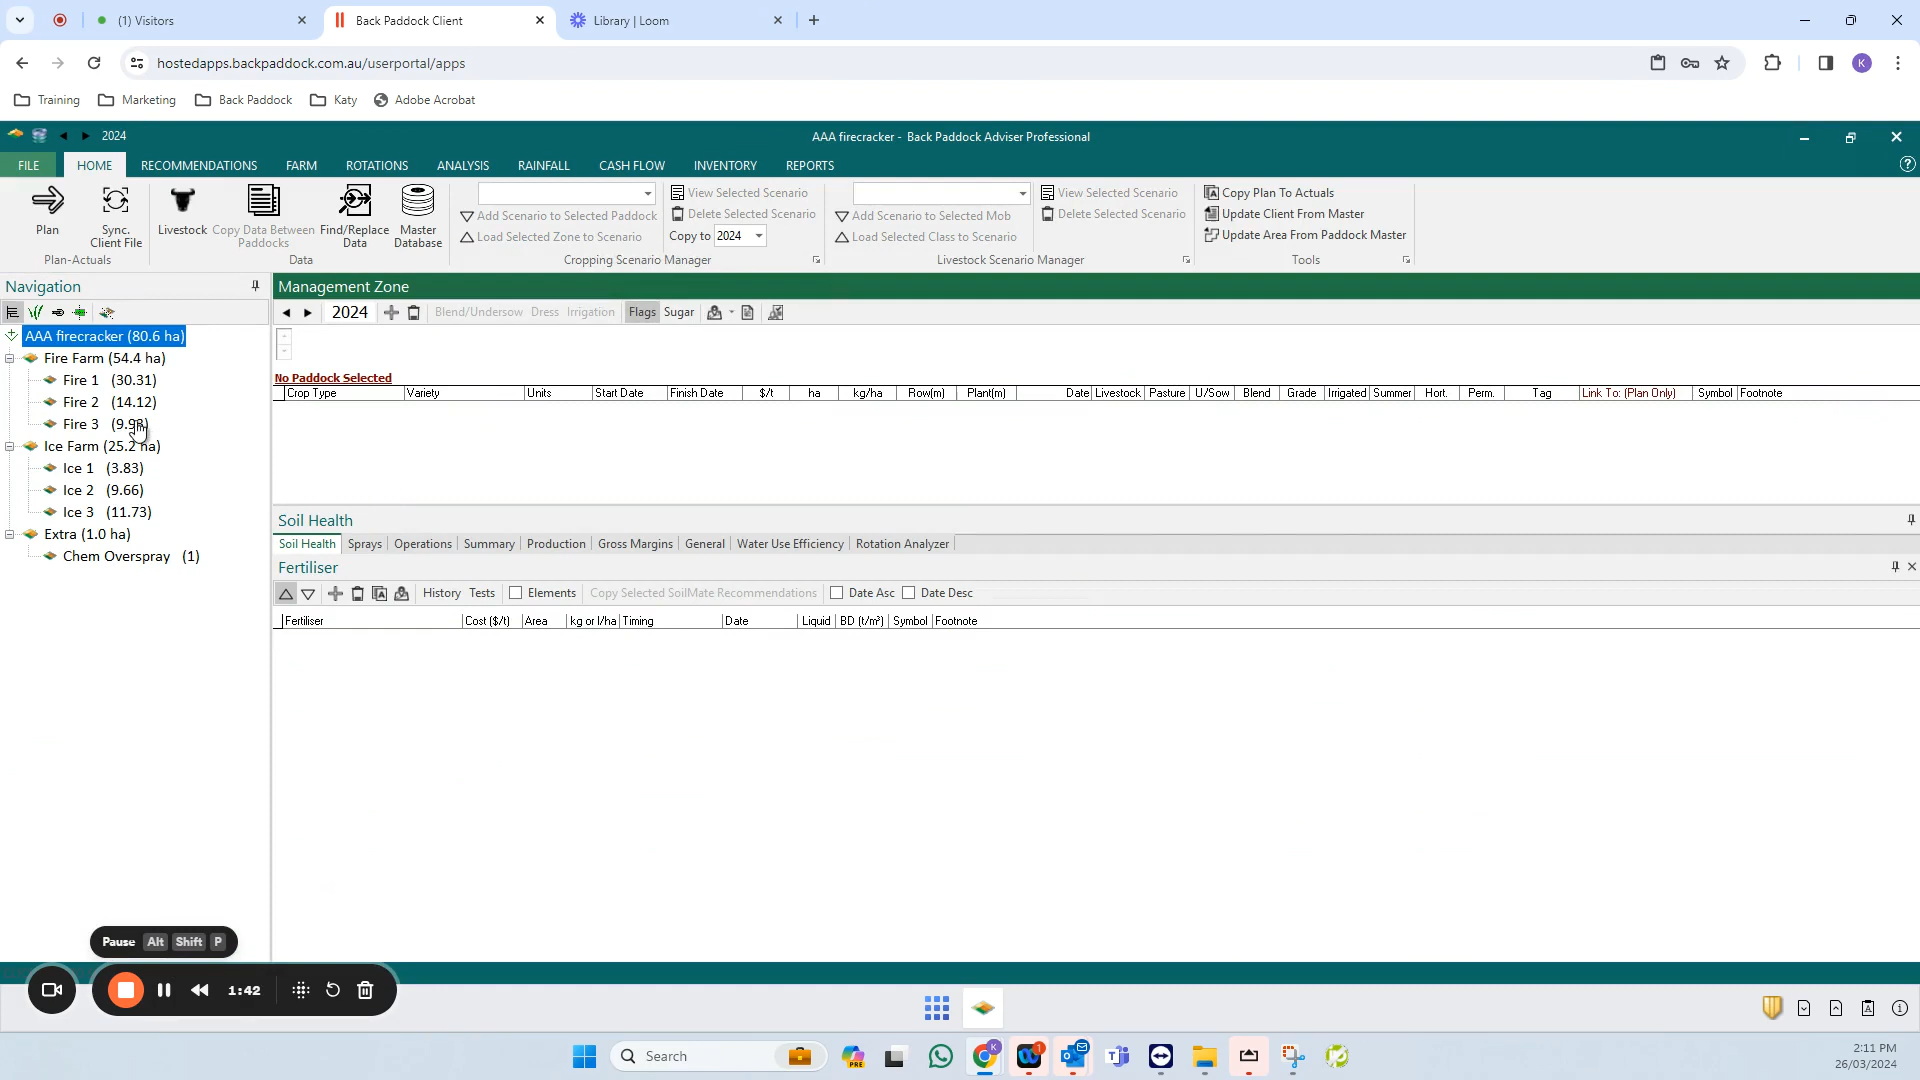 (1) Visitors
Back Paddock Client
Library | Loom
hostedapps.backpaddock.com.au/userportal/apps
K
Training
Marketing
Back Paddock
Katy
Adobe Acrobat
2024
AAA firecracker - Back Paddock Adviser Professional
FILE
HOME
RECOMMENDATIONS
FARM
ROTATIONS
ANALYSIS
RAINFALL
CASH FLOW
INVENTORY
REPORTS
Plan
Sync. Client File
Plan-Actuals
Livestock
Copy Data Between Paddocks
Find/Replace Data
Master Database
Data
Add Scenario to Selected Paddock
Load Selected Zone to Scenario
View Selected Scenario
Delete Selected Scenario
Copy to 2024
Cropping Scenario Manager
Add Scenario to Selected Mob
Load Selected Class to Scenario
View Selected Scenario
Delete Selected Scenario
Livestock Scenario Manager
Copy Plan To Actuals
Update Client From Master
Update Area From Paddock Master
Tools
Navigation
AAA firecracker (80.6 ha)
Fire Farm (54.4 ha)
Fire 1 (30.31)
Fire 2 (14.12)
Fire 3
Ice Farm (25.2 ha)
Ice 1 (3.83)
Ice 2 (9.66)
Ice 3 (11.73)
Extra (1.0 ha)
Chem Overspray (1)
Management Zone
2024
Blend/Undersow Dress Irrigation Flags Sugar
No Paddock Selected
Crop Type Variety Units Start Date Finish Date $/t ha kg/ha Row(m) Plant(m) Date Livestock Pasture U/Sow Blend Grade Irrigated Summer Hort. Perm. Tag Link To: (Plan Only) Symbol Footnote
Soil Health
Soil Health Sprays Operations Summary Production Gross Margins General Water Use Efficiency Rotation Analyzer
Fertiliser
History Tests Elements Copy Selected SoilMate Recommendations Date Asc Date Desc
Fertiliser Cost ($/t) Area kg or l/ha Timing Date Liquid BD (t/m³) Symbol Footnote
Pause Alt Shift P
1:42
Search
PRE
K
1
2:11 PM
26/03/2024